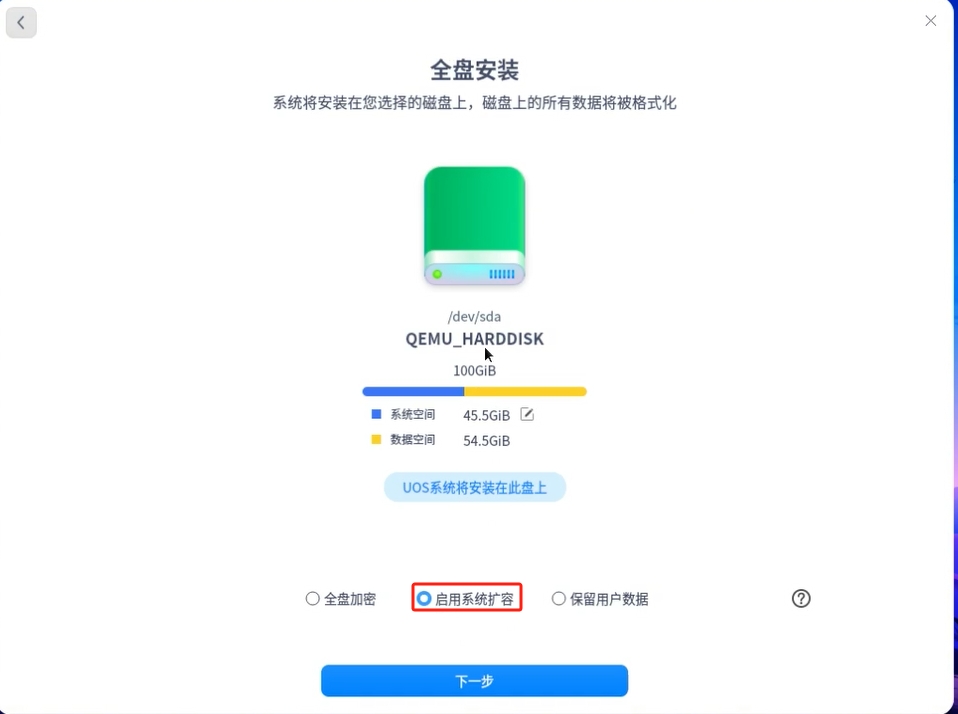 全盘安装
系统将安装在您选择的磁盘上，磁盘上的所有数据将被格式化
/dev/sda
QEMU_HARDDISK
100GiB
系统空间 45.5GiB
数据空间 54.5GiB
UOS系统将安装在此盘上
全盘加密 启用系统扩容 保留用户数据 ?
下一步